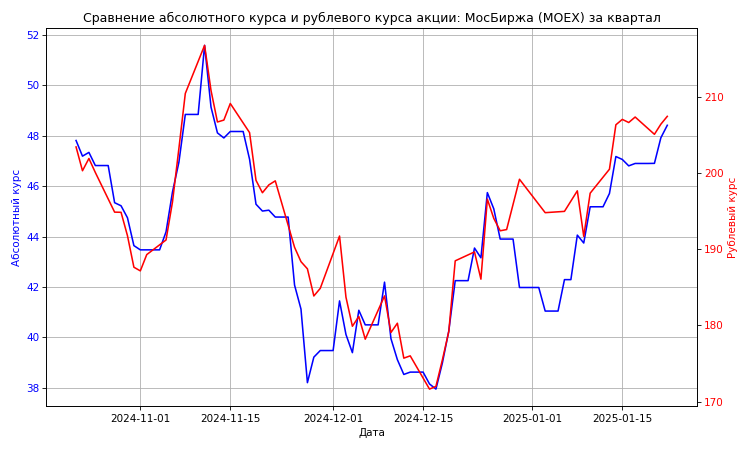 Сравнение абсолютного курса и рублевого курса акции: МосБиржа (MOEX) за квартал
52
50
48
46
44
42
40
38
Абсолютный курс
210
200
190
180
170
Рублевый курс
2024-11-01 2024-11-15 2024-12-01 2024-12-15 2025-01-01 2025-01-15
Дата